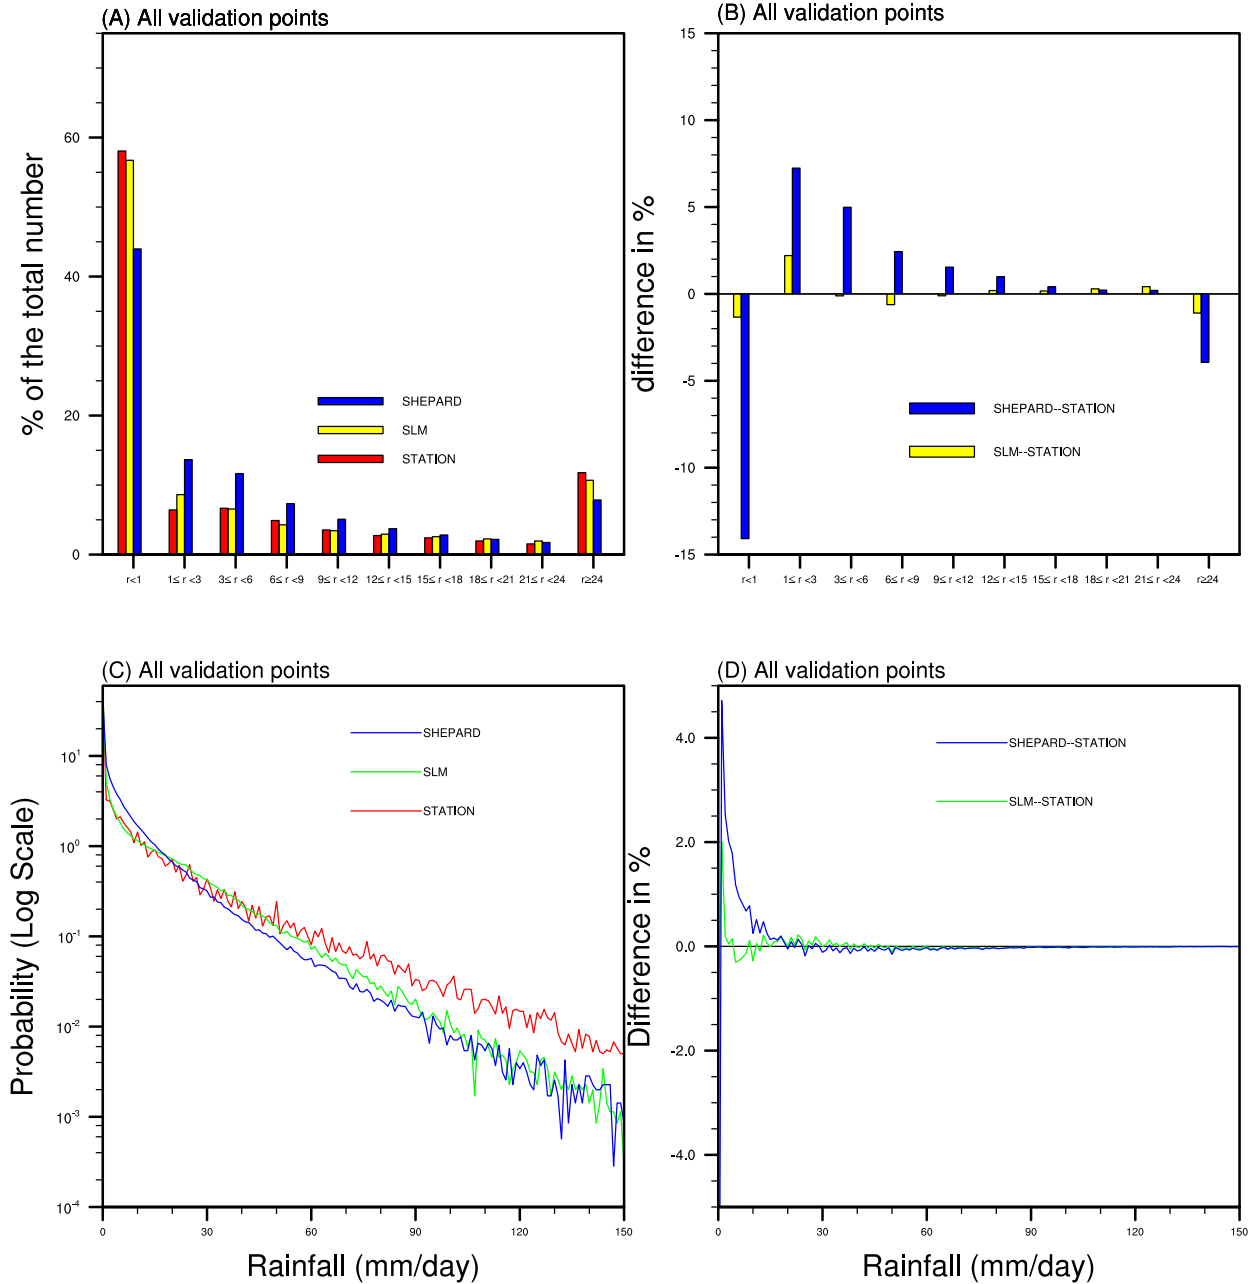 (A) All validation points
% of the total number
60
40
20
0
SHEPARD
SLM
STATION
r<1
1≤ r <3
3≤ r <6
6≤ r <9
9≤ r <12
12≤ r <15
15≤ r <18
18≤ r <21
21≤ r <24
r≥24
(B) All validation points
difference in %
15
10
5
0
-5
-10
-15
SHEPARD--STATION
SLM--STATION
r<1
1≤ r <3
3≤ r <6
6≤ r <9
9≤ r <12
12≤ r <15
15≤ r <18
18≤ r <21
21≤ r <24
r≥24
(C) All validation points
Probability (Log Scale)
10¹
10⁰
10⁻¹
10⁻²
10⁻³
10⁻⁴
SHEPARD
SLM
STATION
0
30
60
90
120
150
Rainfall (mm/day)
(D) All validation points
Difference in %
4.0
2.0
0.0
-2.0
-4.0
SHEPARD--STATION
SLM--STATION
0
30
60
90
120
150
Rainfall (mm/day)